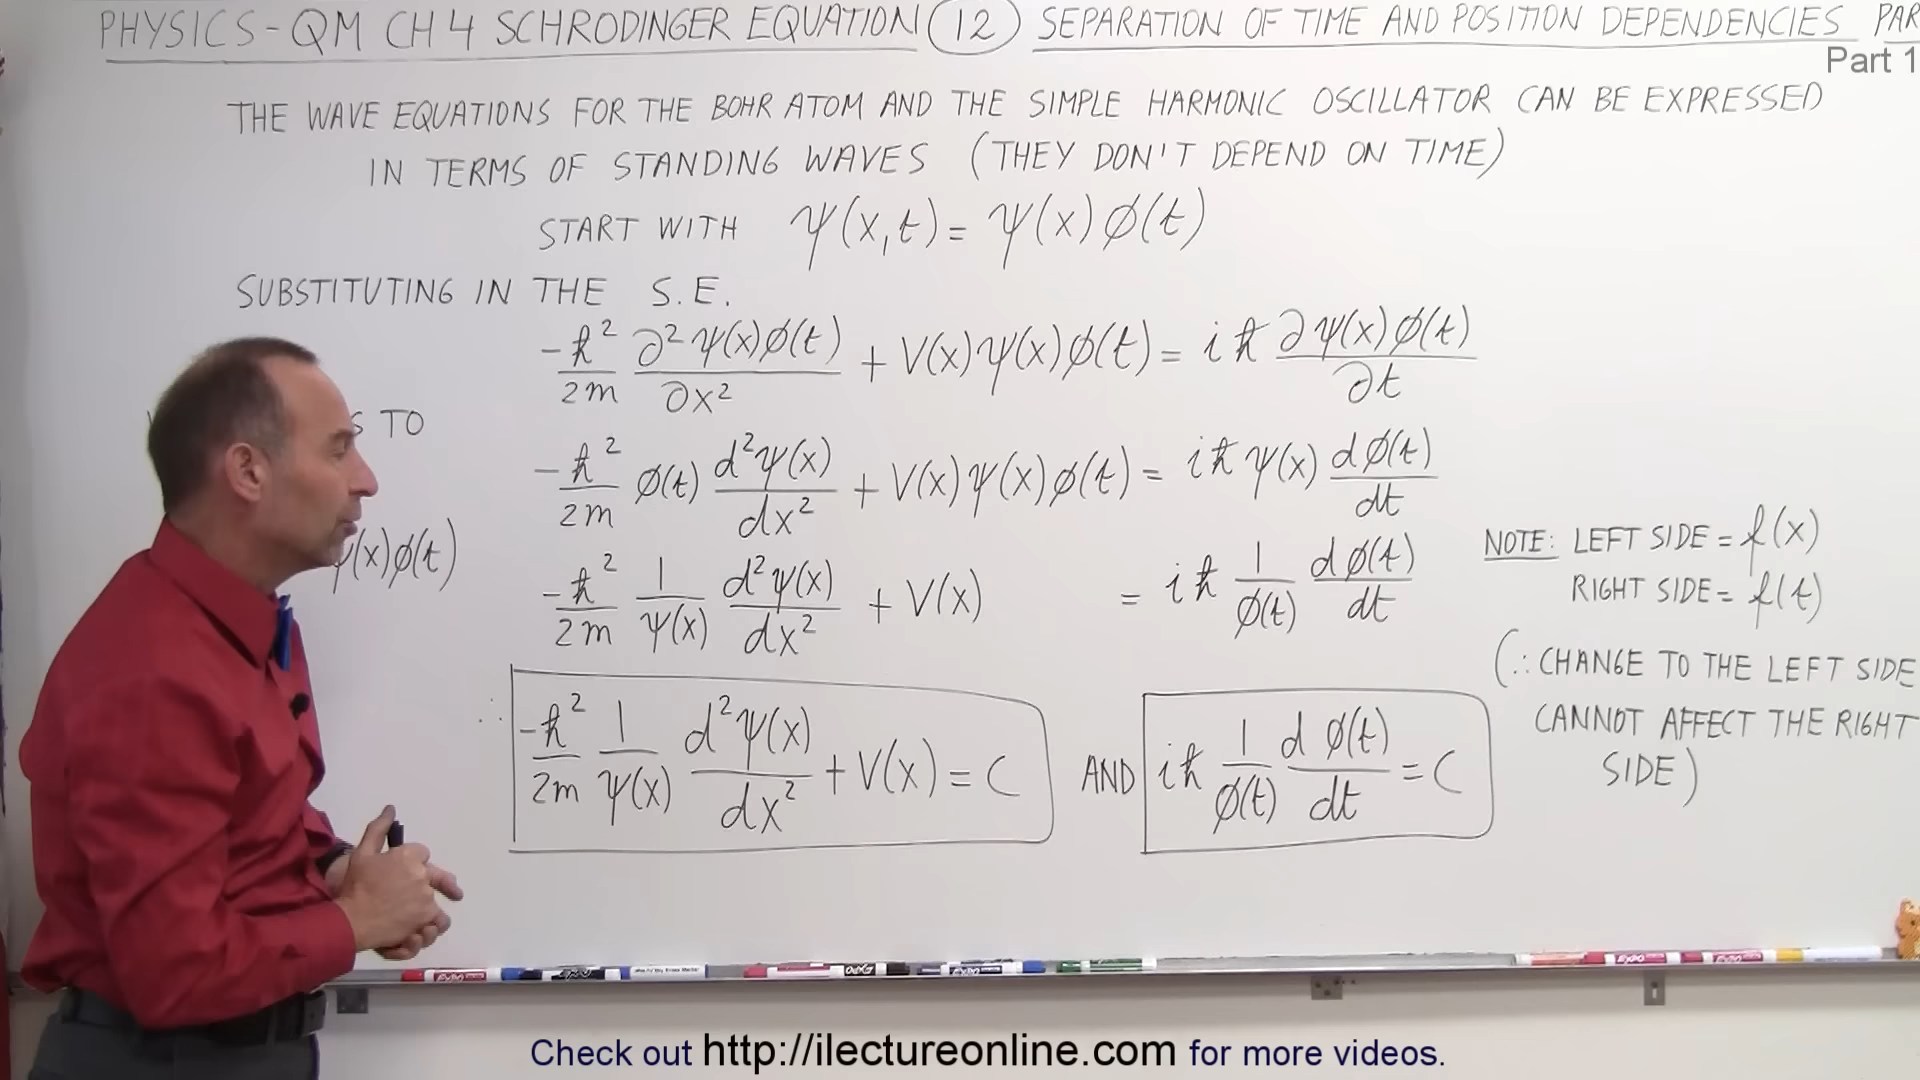 PHYSICS - QM CH 4 SCHRODINGER EQUATION (12) SEPARATION OF TIME AND POSITION DEPENDENCIES PAR
Part 1
THE WAVE EQUATIONS FOR THE BOHR ATOM AND THE SIMPLE HARMONIC OSCILLATOR CAN BE EXPRESSED
IN TERMS OF STANDING WAVES (THEY DON'T DEPEND ON TIME)
START WITH ψ(x,t) = ψ(x)ø(t)
SUBSTITUTING IN THE S.E.
-ℏ²/2m ∂²ψ(x)ø(t)/∂x² + V(x)ψ(x)ø(t) = iℏ ∂ψ(x)ø(t)/∂t
S TO
-ℏ²/2m ø(t) d²ψ(x)/dx² + V(x)ψ(x)ø(t) = iℏ ψ(x) dø(t)/dt
ψ(x)ø(t)
-ℏ²/2m 1/ψ(x) d²ψ(x)/dx² + V(x) = iℏ 1/ø(t) dø(t)/dt
NOTE: LEFT SIDE = f(x)
RIGHT SIDE = f(t)
(∴ CHANGE TO THE LEFT SIDE
CANNOT AFFECT THE RIGHT
SIDE)
∴ -ℏ²/2m 1/ψ(x) d²ψ(x)/dx² + V(x) = C AND iℏ 1/ø(t) dø(t)/dt = C
EXPO
Check out http://ilectureonline.com for more videos.